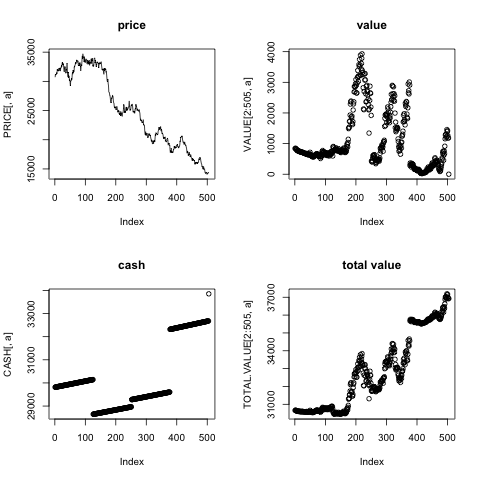 price
PRICE[, a]
15000 25000 35000
0 100 200 300 400 500
Index
value
VALUE[2:505, a]
0 1000 2000 3000 4000
0 100 200 300 400 500
Index
cash
CASH[, a]
29000 31000 33000
0 100 200 300 400 500
Index
total value
TOTAL.VALUE[2:505, a]
31000 34000 37000
0 100 200 300 400 500
Index